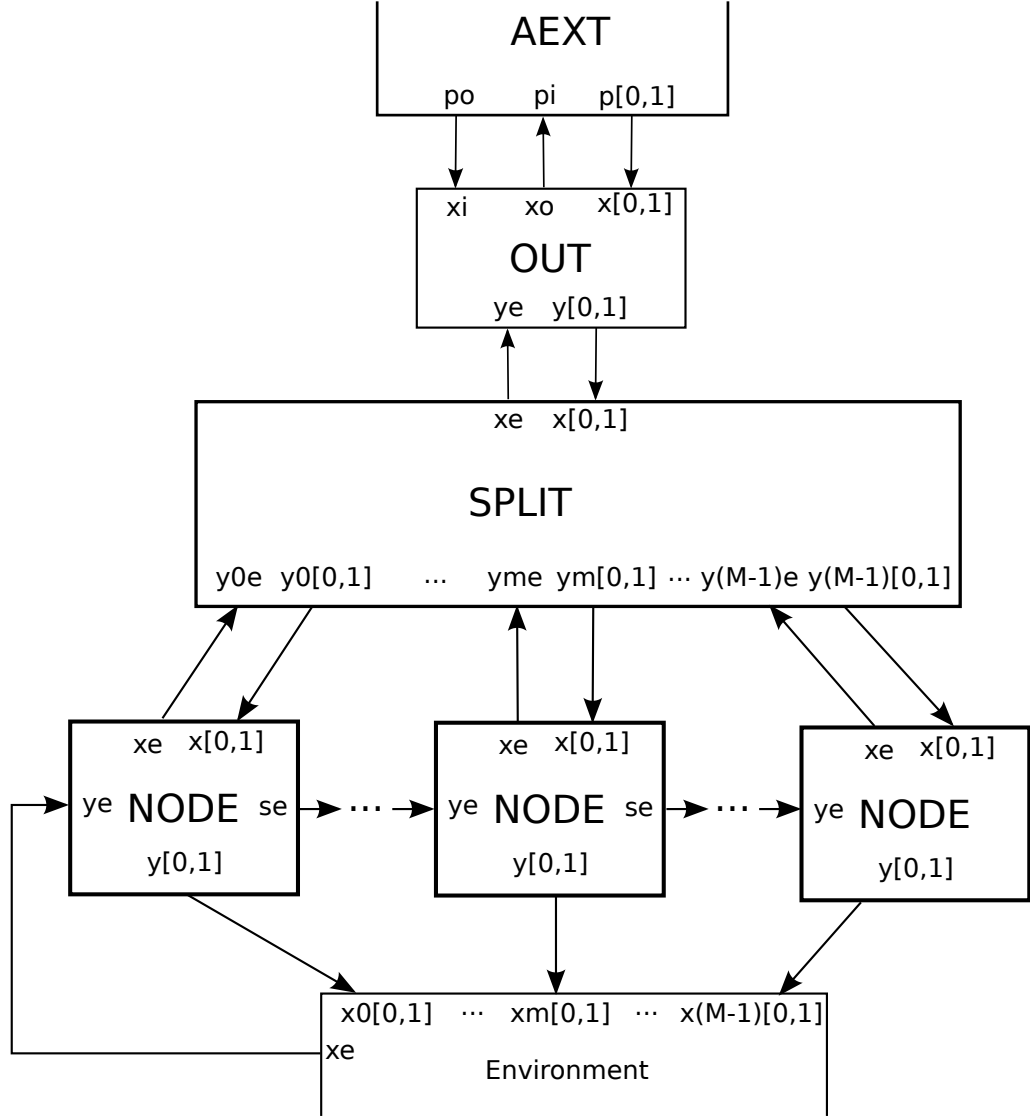 AEXT
po pi p[0,1]
xi xo x[0,1]
OUT
ye y[0,1]
xe x[0,1]
SPLIT
y0e y0[0,1] ... yme ym[0,1] ... y(M-1)e y(M-1)[0,1]
xe x[0,1] xe x[0,1] xe x[0,1]
ye NODE se ... ye NODE se ... ye NODE
y[0,1] y[0,1] y[0,1]
x0[0,1] ... xm[0,1] ... x(M-1)[0,1]
xe
Environment